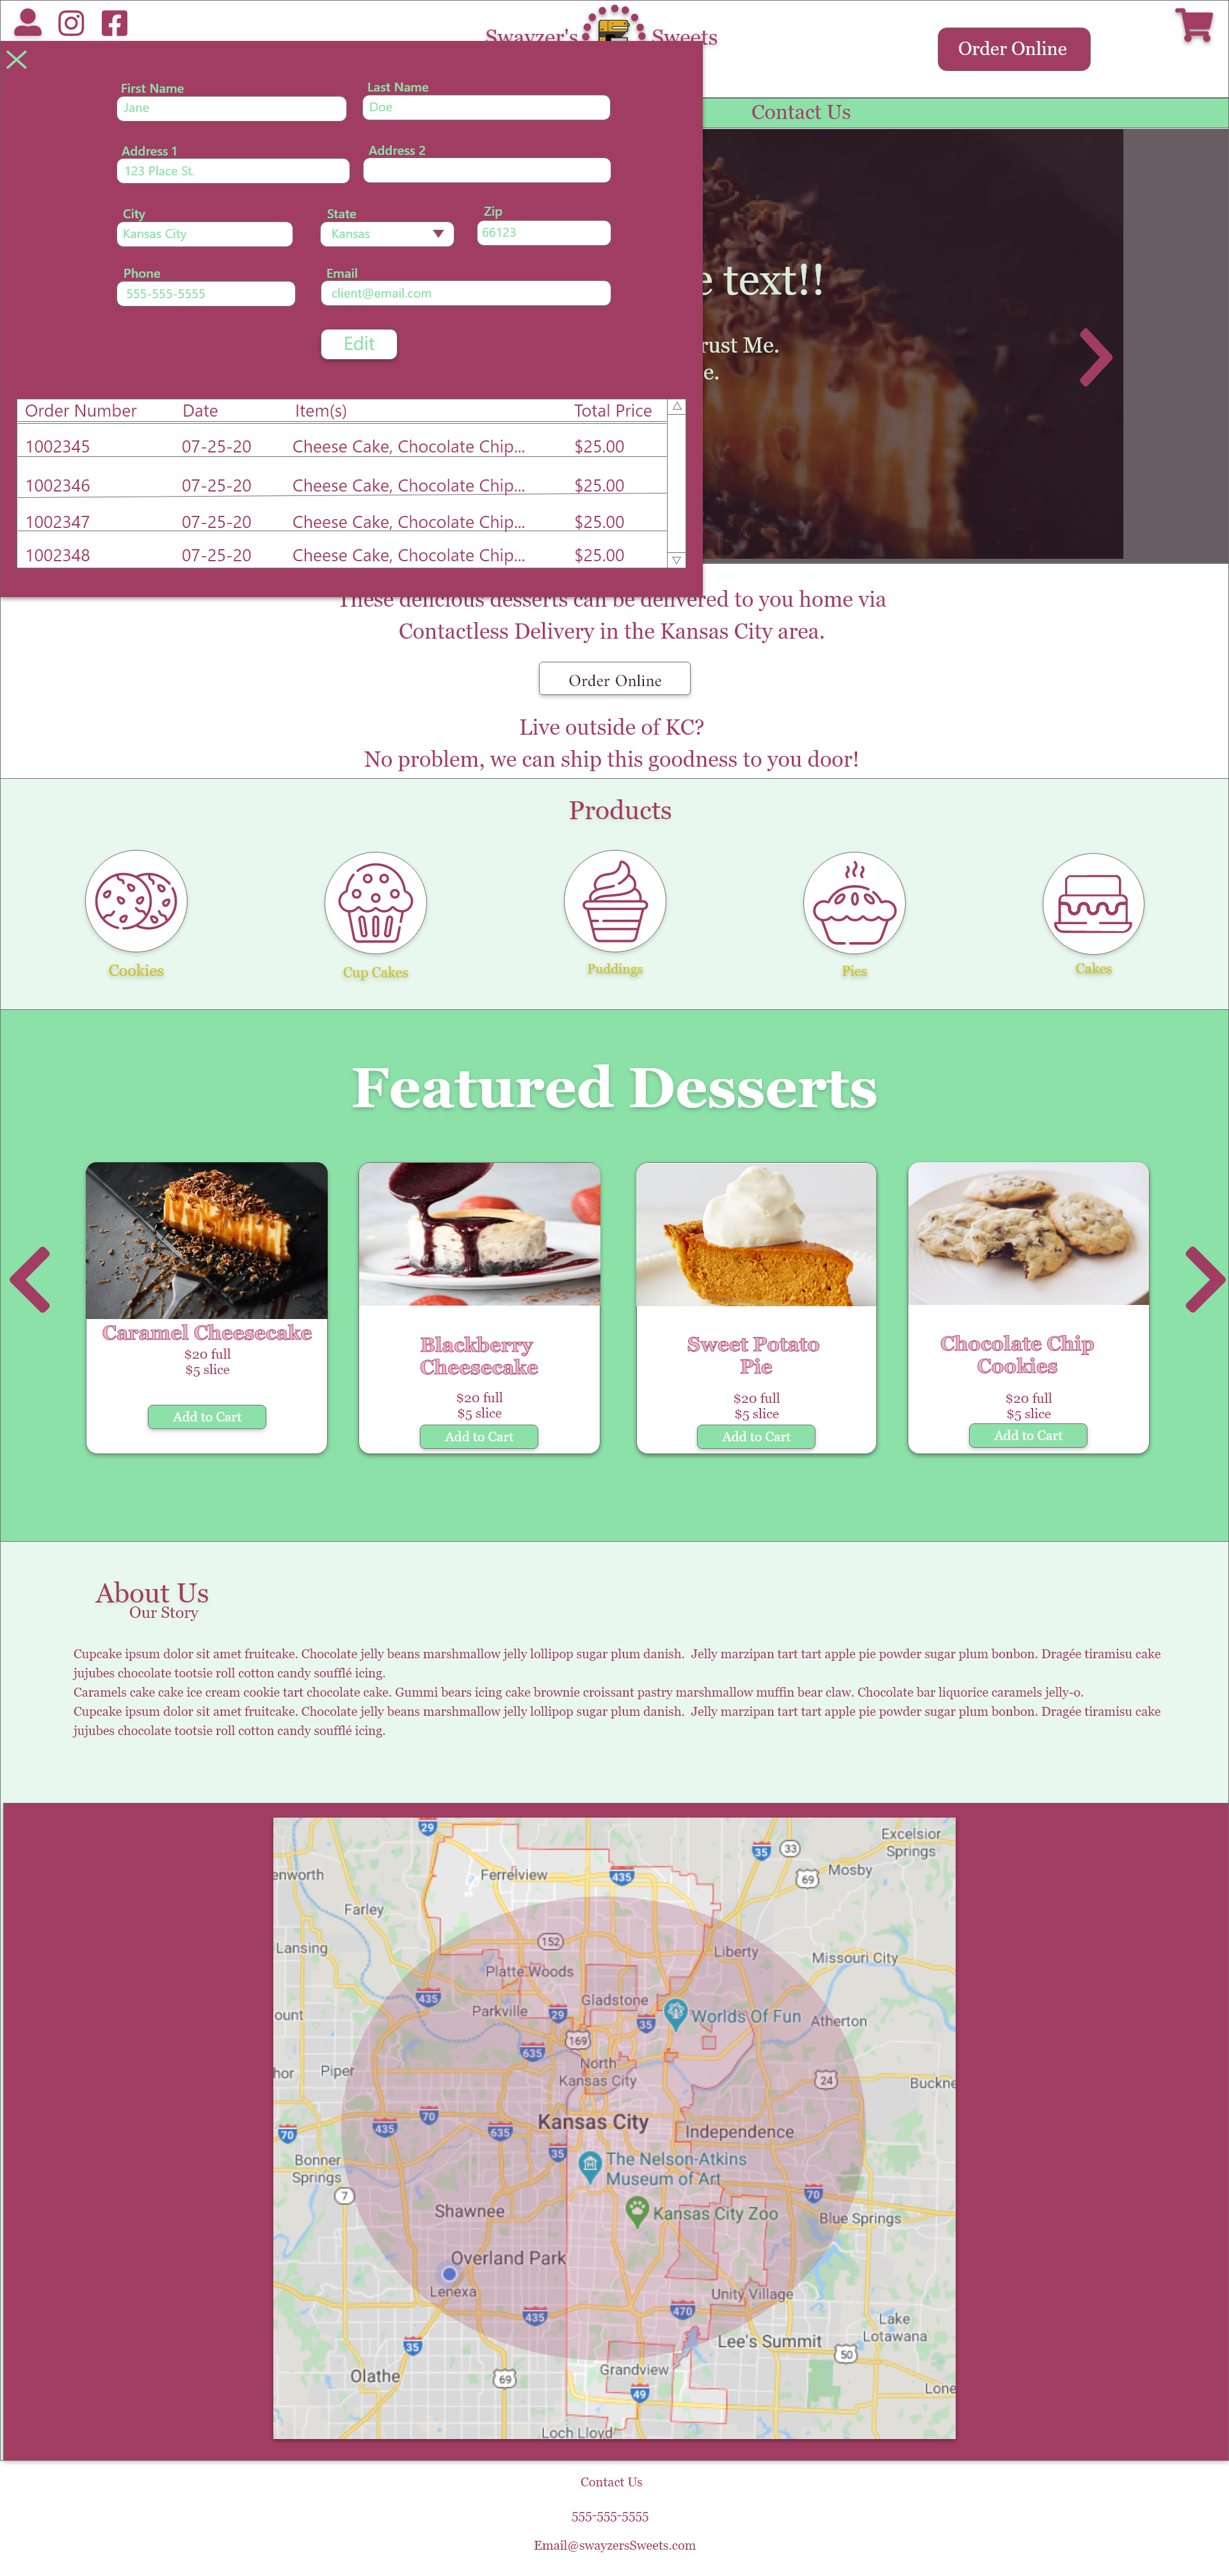 Swayzer's Sweets
Order Online
Contact Us
First Name
Last Name
Jane
Doe
Address 1
Address 2
123 Place St.
City
State
Zip
Kansas City
Kansas
66123
Phone
Email
555-555-5555
client@email.com
Edit
Order Number Date Item(s) Total Price
1002345 07-25-20 Cheese Cake, Chocolate Chip... $25.00
1002346 07-25-20 Cheese Cake, Chocolate Chip... $25.00
1002347 07-25-20 Cheese Cake, Chocolate Chip... $25.00
1002348 07-25-20 Cheese Cake, Chocolate Chip... $25.00
e text!!
rust Me.
e.
These delicious desserts can be delivered to you home via
Contactless Delivery in the Kansas City area.
Order Online
Live outside of KC?
No problem, we can ship this goodness to you door!
Products
Cookies
Cup Cakes
Puddings
Pies
Cakes
Featured Desserts
Caramel Cheesecake
$20 full
$5 slice
Add to Cart
Blackberry
Cheesecake
$20 full
$5 slice
Add to Cart
Sweet Potato
Pie
$20 full
$5 slice
Add to Cart
Chocolate Chip
Cookies
$20 full
$5 slice
Add to Cart
About Us
Our Story
Cupcake ipsum dolor sit amet fruitcake. Chocolate jelly beans marshmallow jelly lollipop sugar plum danish.  Jelly marzipan tart tart apple pie powder sugar plum bonbon. Dragée tiramisu cake
jujubes chocolate tootsie roll cotton candy soufflé icing.
Caramels cake cake ice cream cookie tart chocolate cake. Gummi bears icing cake brownie croissant pastry marshmallow muffin bear claw. Chocolate bar liquorice caramels jelly-o.
Cupcake ipsum dolor sit amet fruitcake. Chocolate jelly beans marshmallow jelly lollipop sugar plum danish.  Jelly marzipan tart tart apple pie powder sugar plum bonbon. Dragée tiramisu cake
jujubes chocolate tootsie roll cotton candy soufflé icing.
29
Excelsior
Springs
35
33
enworth
Ferrelview
435
69
Mosby
Farley
152
Lansing
Liberty
Missouri City
Platte Woods
435
Parkville
29
Gladstone
35
Worlds Of Fun
Atherton
ount
169
635
North
Kansas City
hor
Piper
24
Buckne
Kansas City
Independence
70
435
70
635
35
The Nelson-Atkins
Museum of Art
Bonner
Springs
7
70
Shawnee
Kansas City Zoo
Blue Springs
Overland Park
Lenexa
Unity Village
435
470
Lake
Lotawana
35
Lee's Summit
50
Olathe
69
Grandview
49
Lone
Loch Lloyd
Contact Us
555-555-5555
Email@swayzersSweets.com